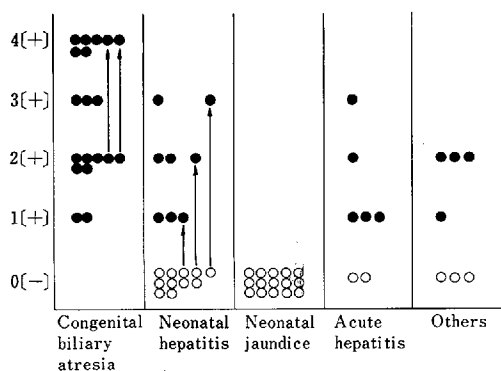 4[+]
3[+]
2[+]
1[+]
0[−]
Congenital
biliary
atresia
Neonatal
hepatitis
Neonatal
jaundice
Acute
hepatitis
Others